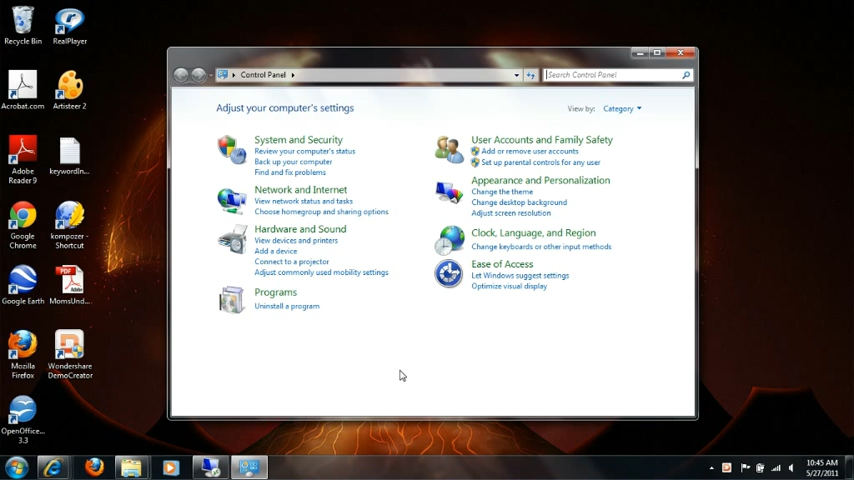 Recycle Bin
RealPlayer
Acrobat.com
Artisteer 2
Adobe
Reader 9
keywordIn...
Google
Chrome
kompozer -
Shortcut
Google Earth
MomsUnd...
Mozilla
Firefox
Wondershare
DemoCreator
OpenOffice...
3.3
PDF
Control Panel
Search Control Panel
Adjust your computer's settings
View by: Category
System and Security
Review your computer's status
Back up your computer
Find and fix problems
Network and Internet
View network status and tasks
Choose homegroup and sharing options
Hardware and Sound
View devices and printers
Add a device
Connect to a projector
Adjust commonly used mobility settings
Programs
Uninstall a program
User Accounts and Family Safety
Add or remove user accounts
Set up parental controls for any user
Appearance and Personalization
Change the theme
Change desktop background
Adjust screen resolution
Clock, Language, and Region
Change keyboards or other input methods
Ease of Access
Let Windows suggest settings
Optimize visual display
10:45 AM
5/27/2011